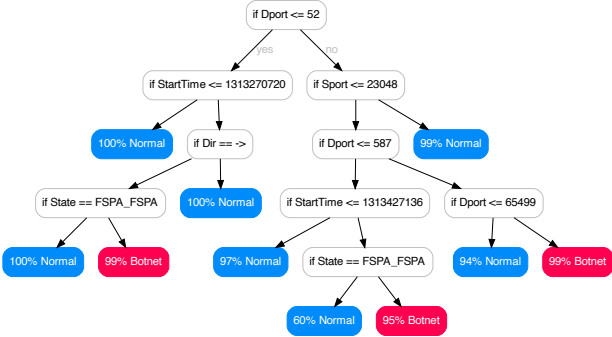 if Dport <= 52
yes
no
if StartTime <= 1313270720
if Sport <= 23048
100% Normal
if Dir == ->
if Dport <= 587
99% Normal
if State == FSPA_FSPA
100% Normal
if StartTime <= 1313427136
if Dport <= 65499
100% Normal
99% Botnet
97% Normal
if State == FSPA_FSPA
94% Normal
99% Botnet
60% Normal
95% Botnet